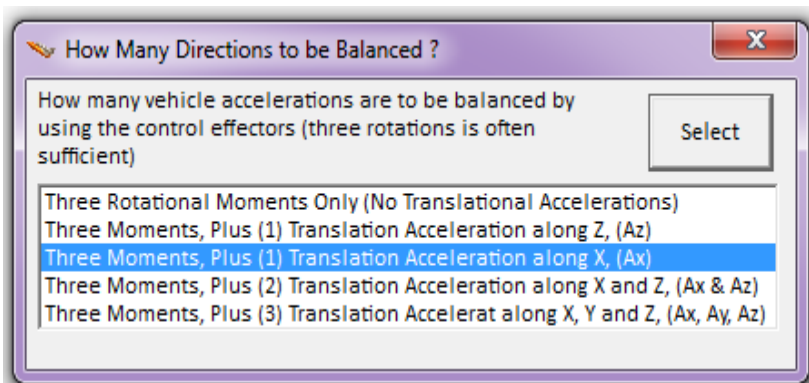 How Many Directions to be Balanced ?
How many vehicle accelerations are to be balanced by
using the control effectors (three rotations is often
sufficient)
Select
Three Rotational Moments Only (No Translational Accelerations)
Three Moments, Plus (1) Translation Acceleration along Z, (Az)
Three Moments, Plus (1) Translation Acceleration along X, (Ax)
Three Moments, Plus (2) Translation Acceleration along X and Z, (Ax & Az)
Three Moments, Plus (3) Translation Accelerat along X, Y and Z, (Ax, Ay, Az)